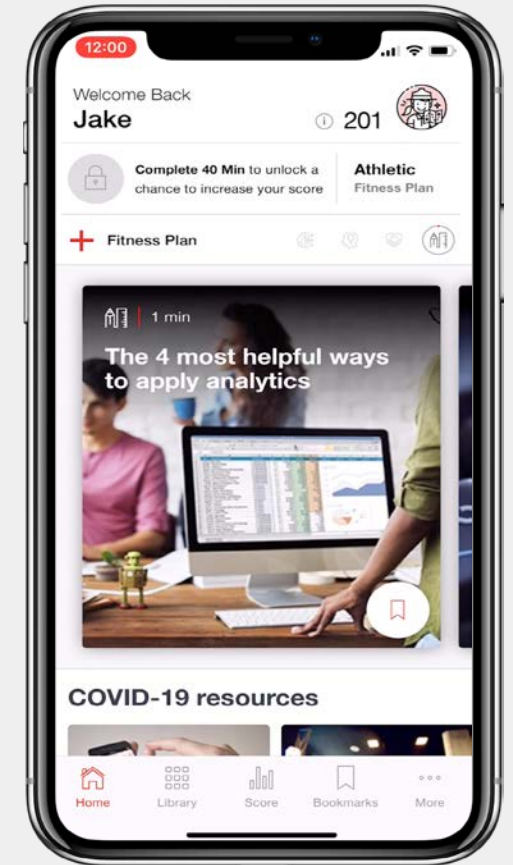 12:00
Welcome Back
Jake
201
Complete 40 Min to unlock a
chance to increase your score
Athletic
Fitness Plan
Fitness Plan
1 min
The 4 most helpful ways
to apply analytics
COVID-19 resources
Home
Library
Score
Bookmarks
More